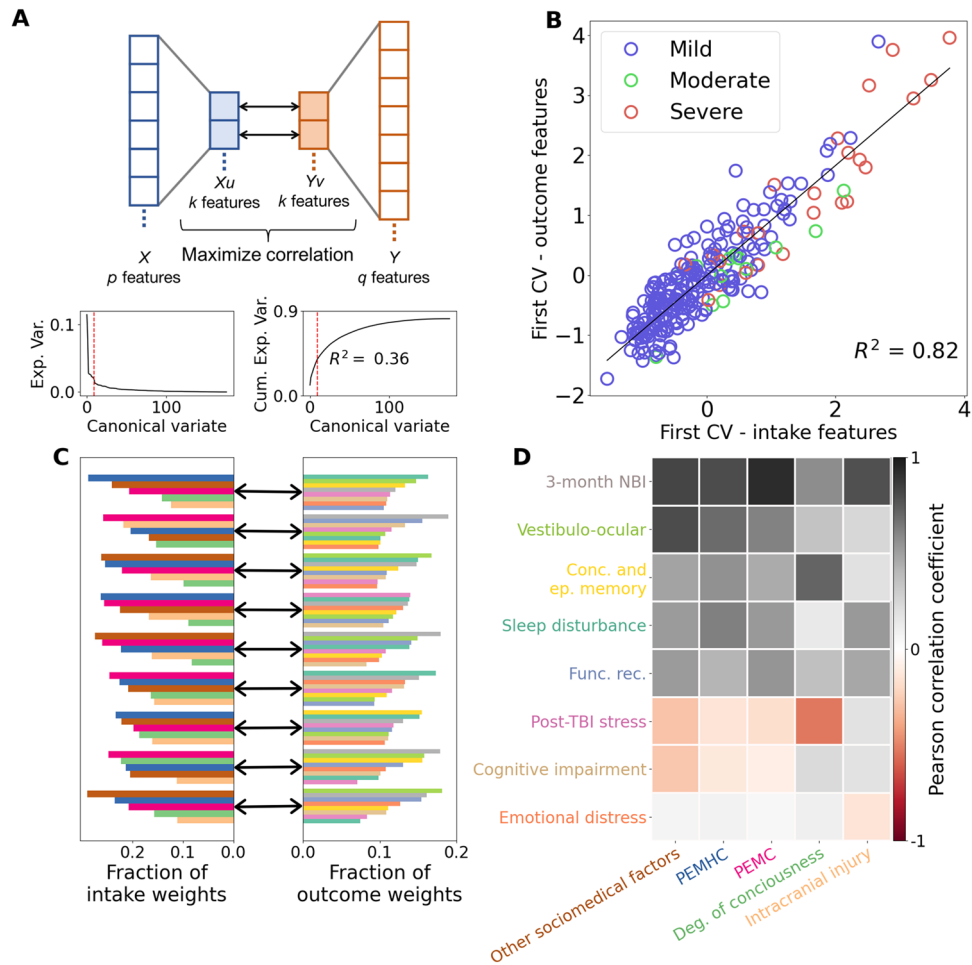 A
Xu
k features
Yv
k features
Maximize correlation
X
p features
Y
q features
Exp. Var.
0.1
0.0
0
100
Canonical variate
Cum. Exp. Var.
0.9
0.0
R² = 0.36
0
100
Canonical variate
B
First CV - outcome features
4
3
2
1
0
−1
−2
Mild
Moderate
Severe
R² = 0.82
0
2
4
First CV - intake features
C
0.2
0.1
0.0
Fraction of
intake weights
0.0
0.1
0.2
Fraction of
outcome weights
D
3-month NBI
Vestibulo-ocular
Conc. and
ep. memory
Sleep disturbance
Func. rec.
Post-TBI stress
Cognitive impairment
Emotional distress
Other sociomedical factors
PEMHC
PEMC
Deg. of conciousness
Intracranial injury
1
0
-1
Pearson correlation coefficient